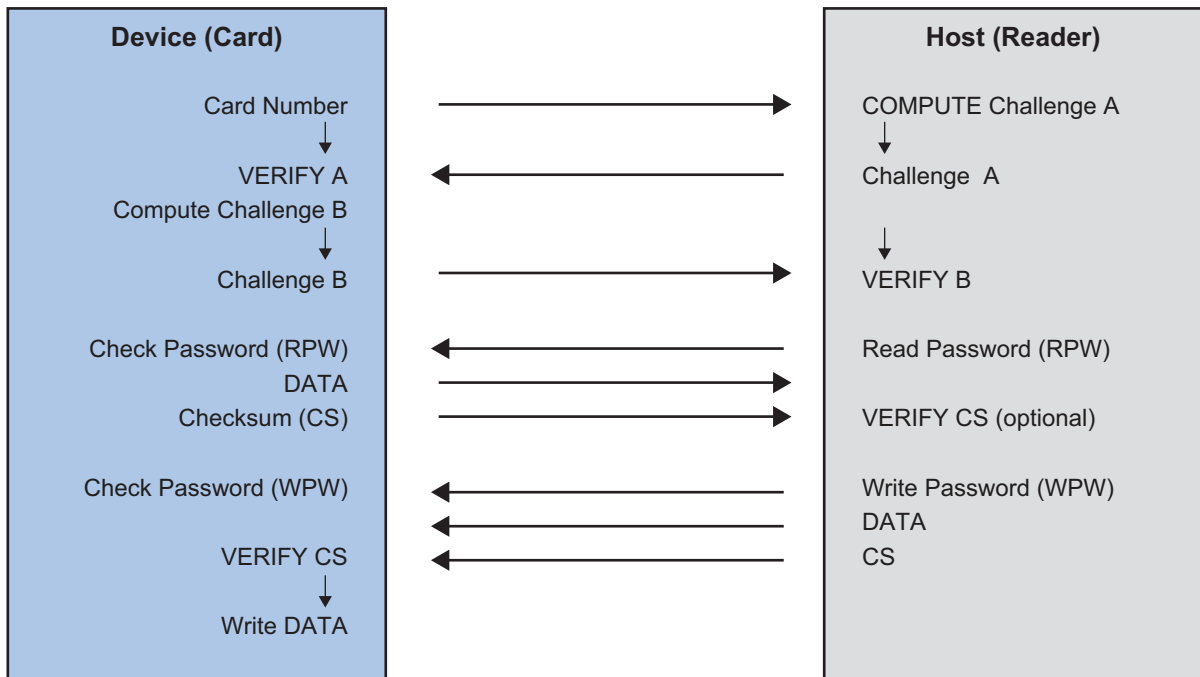 Device (Card)
Host (Reader)
Card Number
COMPUTE Challenge A
VERIFY A
Challenge A
Compute Challenge B
Challenge B
VERIFY B
Check Password (RPW)
Read Password (RPW)
DATA
Checksum (CS)
VERIFY CS (optional)
Check Password (WPW)
Write Password (WPW)
DATA
VERIFY CS
CS
Write DATA